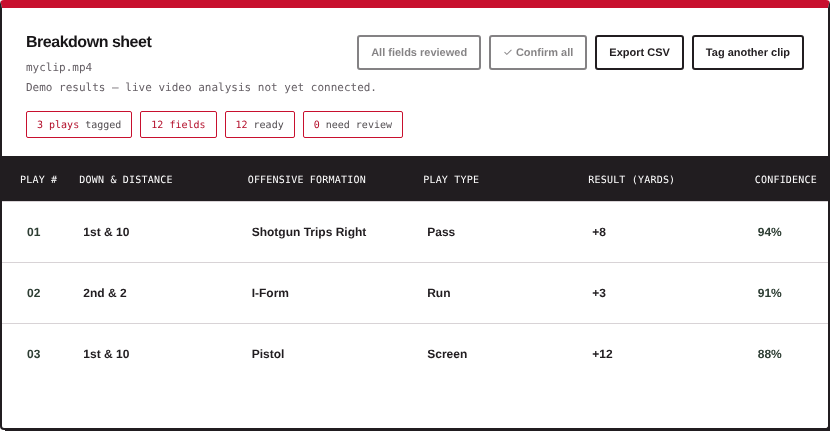 Breakdown sheet
myclip.mp4
Demo results — live video analysis not yet connected.
All fields reviewed
✓ Confirm all
Export CSV
Tag another clip
3 plays tagged
12 fields
12 ready
0 need review
PLAY # DOWN & DISTANCE OFFENSIVE FORMATION PLAY TYPE RESULT (YARDS) CONFIDENCE
01 1st & 10 Shotgun Trips Right Pass +8 94%
02 2nd & 2 I-Form Run +3 91%
03 1st & 10 Pistol Screen +12 88%